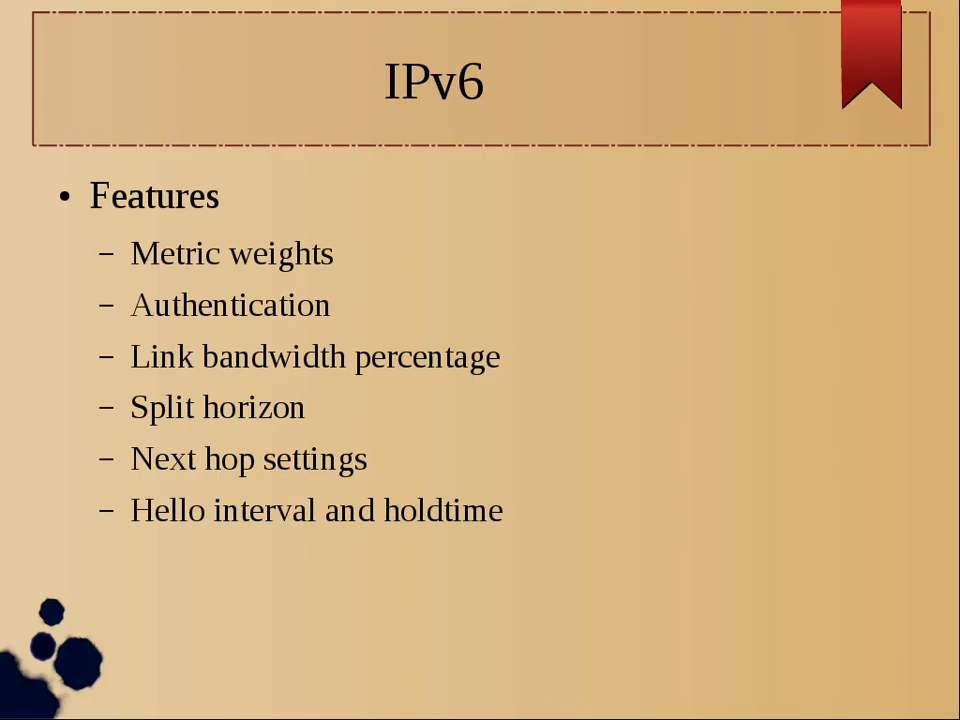 IPv6
• Features
– Metric weights
– Authentication
– Link bandwidth percentage
– Split horizon
– Next hop settings
– Hello interval and holdtime